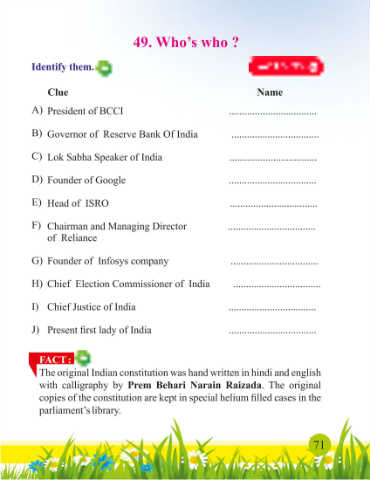 49. Who's who ?
Identify them.
Clue Name
A) President of BCCI ..................................
B) Governor of Reserve Bank Of India ..................................
C) Lok Sabha Speaker of India ..................................
D) Founder of Google ..................................
E) Head of ISRO ..................................
F) Chairman and Managing Director ..................................
of Reliance
G) Founder of Infosys company ..................................
H) Chief Election Commissioner of India ..................................
I) Chief Justice of India ..................................
J) Present first lady of India ..................................
FACT :
The original Indian constitution was hand written in hindi and english
with calligraphy by Prem Behari Narain Raizada. The original
copies of the constitution are kept in special helium filled cases in the
parliament's library.
71